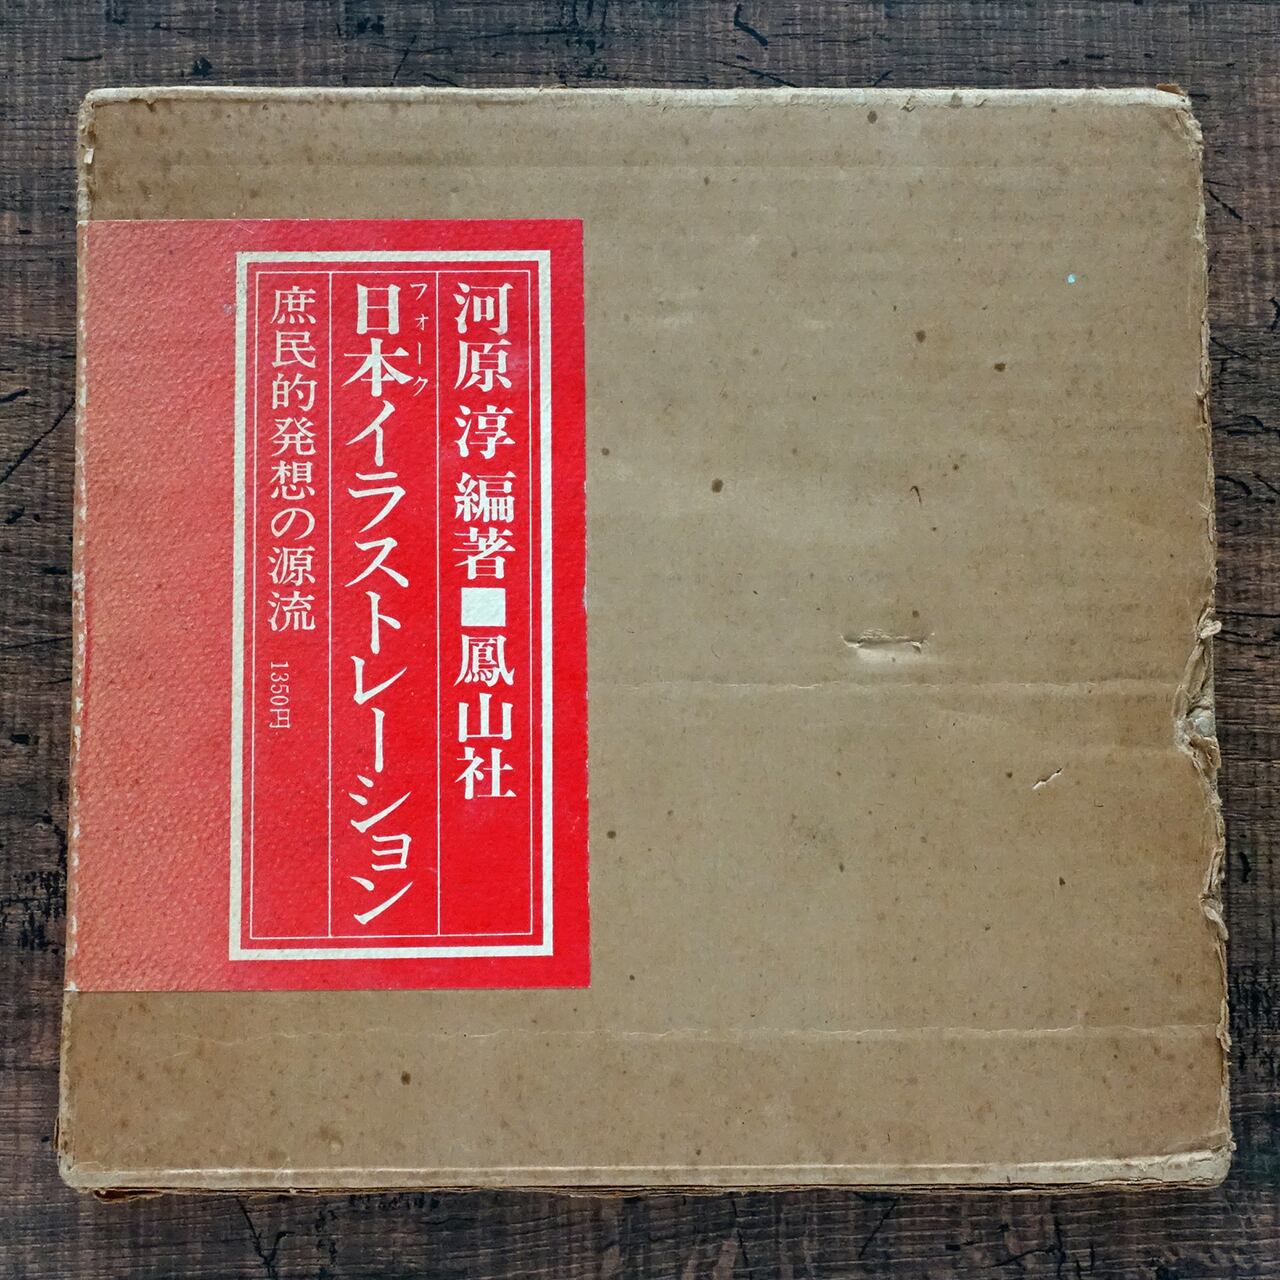 河原淳編著■鳳山社
日本イラストレーション
フォーク
庶民的発想の源流 1350円